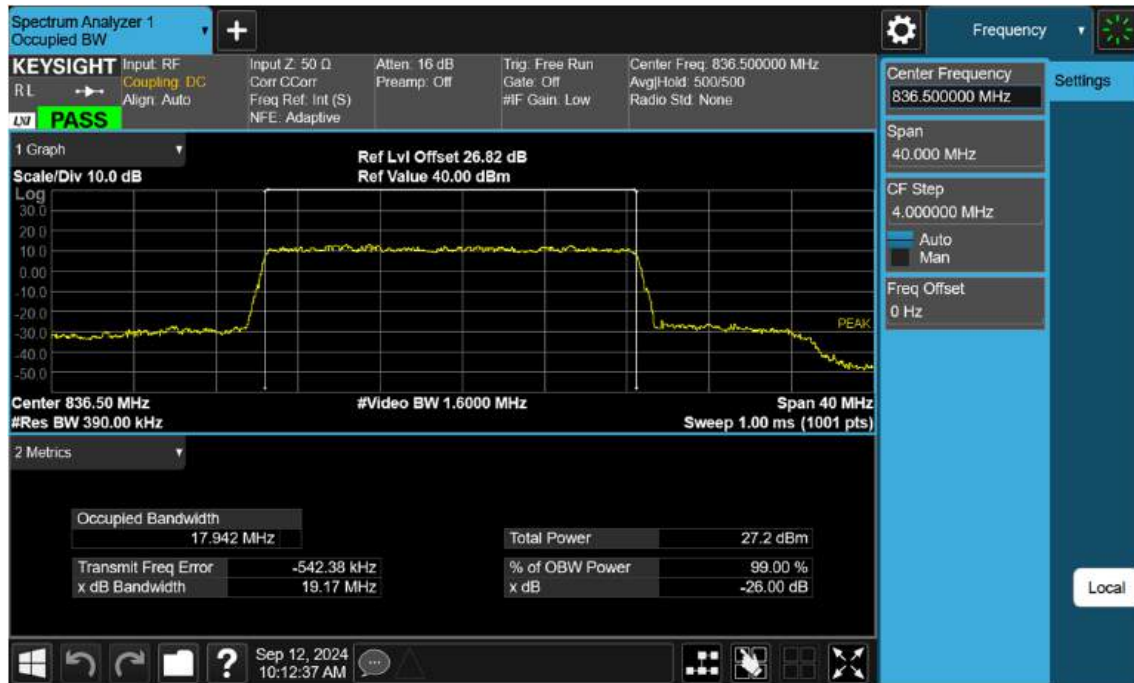 Spectrum Analyzer 1
Occupied BW
+
Frequency
KEYSIGHT
RL
LXI PASS
Input: RF
Coupling: DC
Align: Auto
Input Z: 50 Ω
Corr CCorr
Freq Ref: Int (S)
NFE: Adaptive
Atten: 16 dB
Preamp: Off
Trig: Free Run
Gate: Off
#IF Gain: Low
Center Freq: 836.500000 MHz
Avg|Hold: 500/500
Radio Std: None
Center Frequency
836.500000 MHz
Settings
Span
40.000 MHz
CF Step
4.000000 MHz
Auto
Man
Freq Offset
0 Hz
1 Graph
Scale/Div 10.0 dB
Ref Lvl Offset 26.82 dB
Ref Value 40.00 dBm
Log
30.0
20.0
10.0
0.00
-10.0
-20.0
-30.0
-40.0
-50.0
PEAK
Center 836.50 MHz
#Video BW 1.6000 MHz
Span 40 MHz
#Res BW 390.00 kHz
Sweep 1.00 ms (1001 pts)
2 Metrics
Occupied Bandwidth
17.942 MHz
Total Power 27.2 dBm
Transmit Freq Error -542.38 kHz
% of OBW Power 99.00 %
x dB Bandwidth 19.17 MHz
x dB -26.00 dB
Local
?
Sep 12, 2024
10:12:37 AM